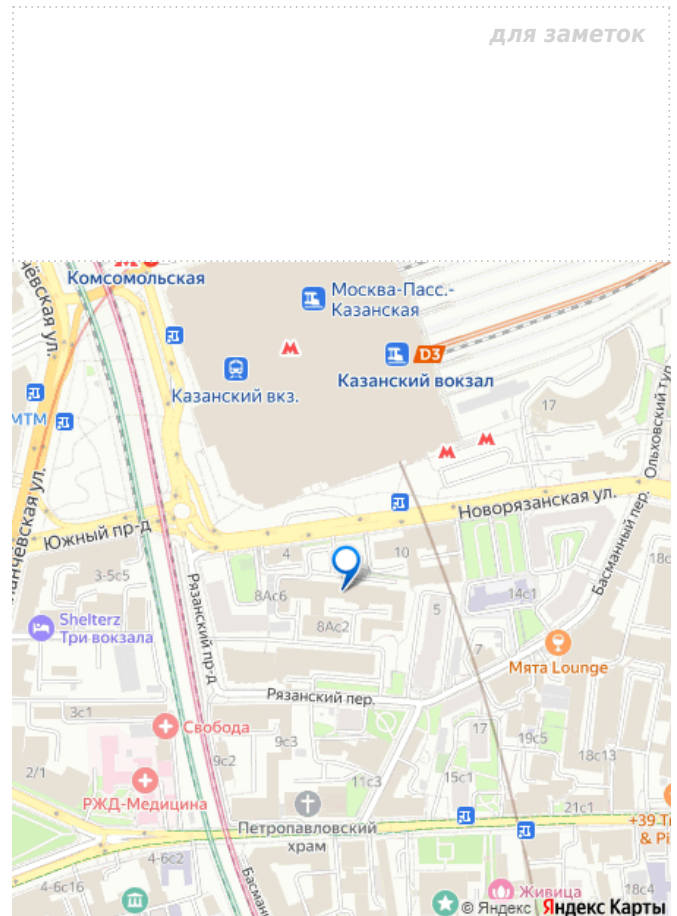 для заметок
Комсомольская
Москва-Пасс.-
Казанская
D3
Казанский вокзал
Казанский вкз.
МТМ
17
Ольховский туп.
Новорязанская ул.
Южный пр-д
Басманный пер.
4
10
3-5с5
8Ас6
14с1
5
8Ас2
Рязанский пр-д
Shelterz
Три вокзала
7
Мята Lounge
Рязанский пер.
3с1
Свобода
17
9с3
19с5
9с2
18с13
2/1
11с3
15с1
РЖД-Медицина
21с1
Петропавловский
храм
+39
& Pi
4-6с2
4-6с16
18с4
Живица
© Яндекс Яндекс Карты